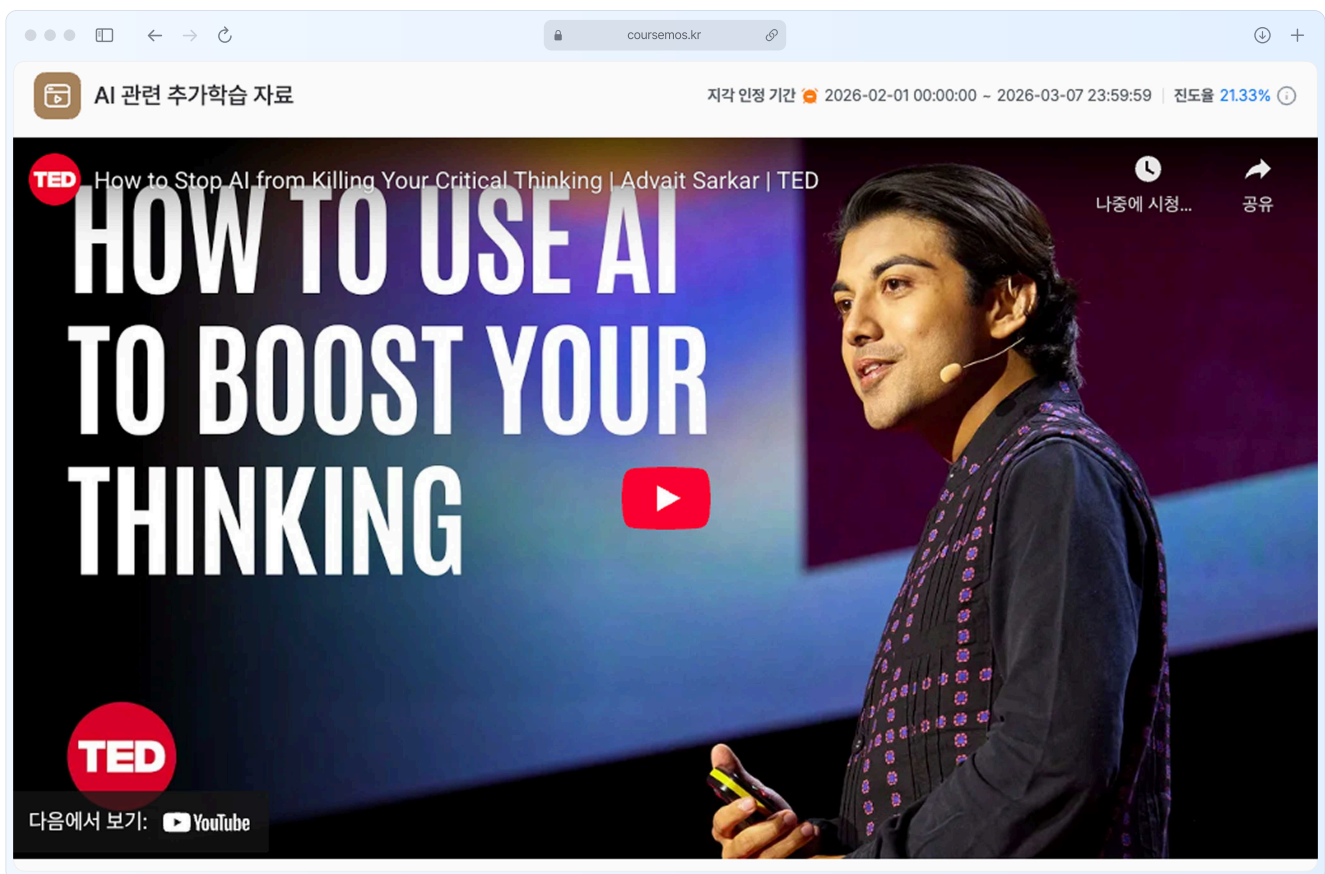 coursemos.kr
AI 관련 추가학습 자료
지각 인정 기간 2026-02-01 00:00:00 ~ 2026-03-07 23:59:59
진도율 21.33%
TED
How to Stop AI from Killing Your Critical Thinking | Advait Sarkar | TED
나중에 시청...
공유
HOW TO USE AI
TO BOOST YOUR
THINKING
TED
다음에서 보기: YouTube